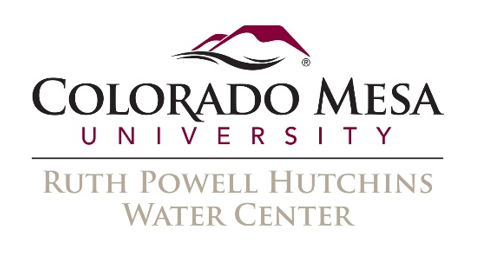 ®
COLORADO MESA
UNIVERSITY
RUTH POWELL HUTCHINS
WATER CENTER